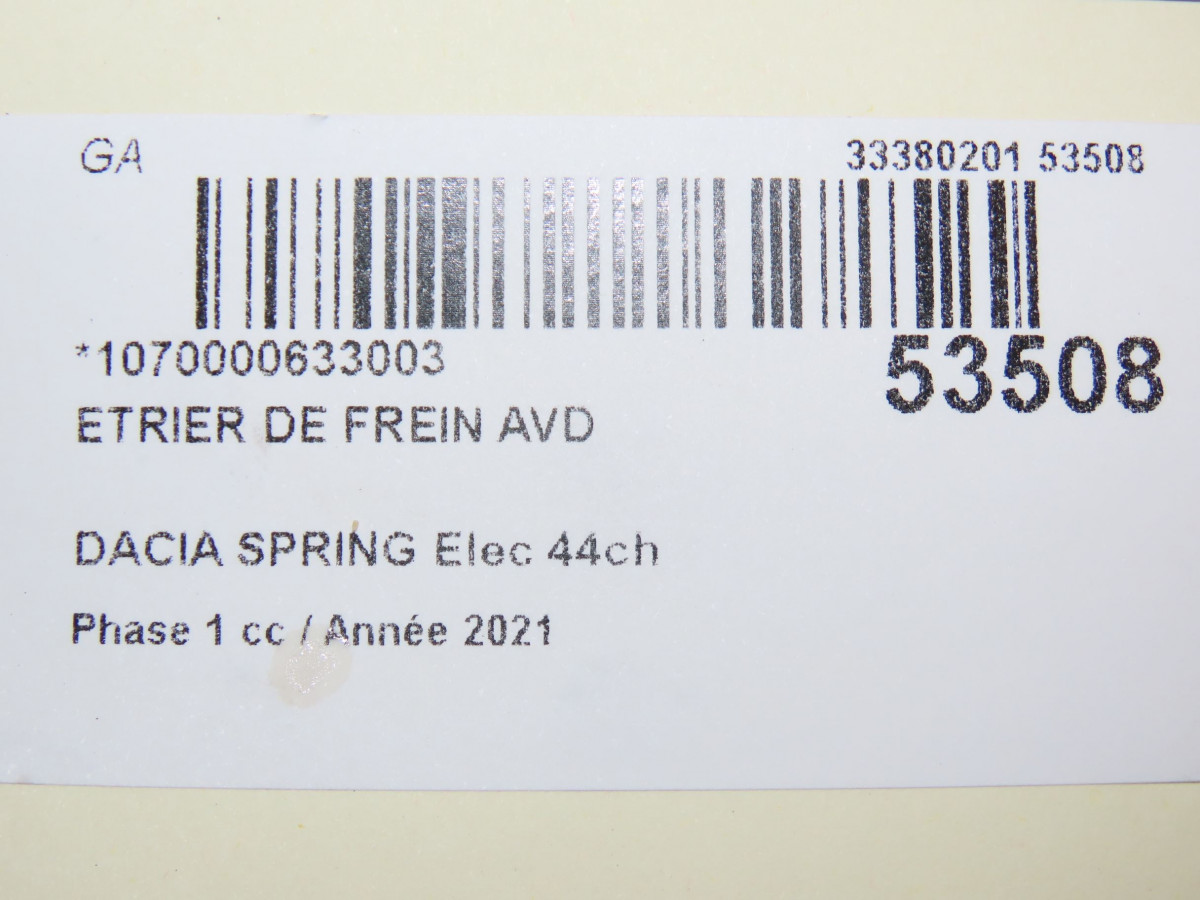 GA
33380201 53508
*1070000633003
53508
ETRIER DE FREIN AVD
DACIA SPRING Elec 44ch
Phase 1 cc / Année 2021